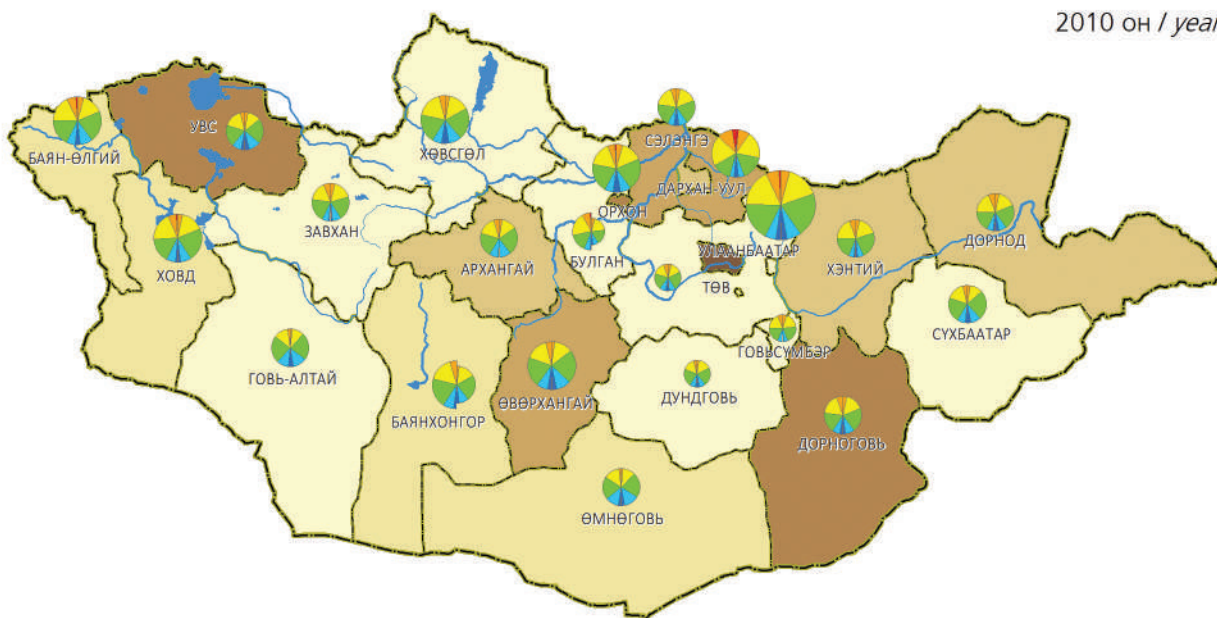 2010 он / year
БАЯН-ӨЛГИЙ
УВС
ХӨВСГӨЛ
СЭЛЭНГЭ
ДАРХАН-УУЛ
ОРХОН
ЗАВХАН
ХОВД
АРХАНГАЙ
БУЛГАН
УЛААНБААТАР
ТӨВ
ХЭНТИЙ
ДОРНОД
СҮХБААТАР
ГОВЬСҮМБЭР
ГОВЬ-АЛТАЙ
БАЯНХОНГОР
ӨВӨРХАНГАЙ
ДУНДГОВЬ
ДОРНОГОВЬ
ӨМНӨГОВЬ